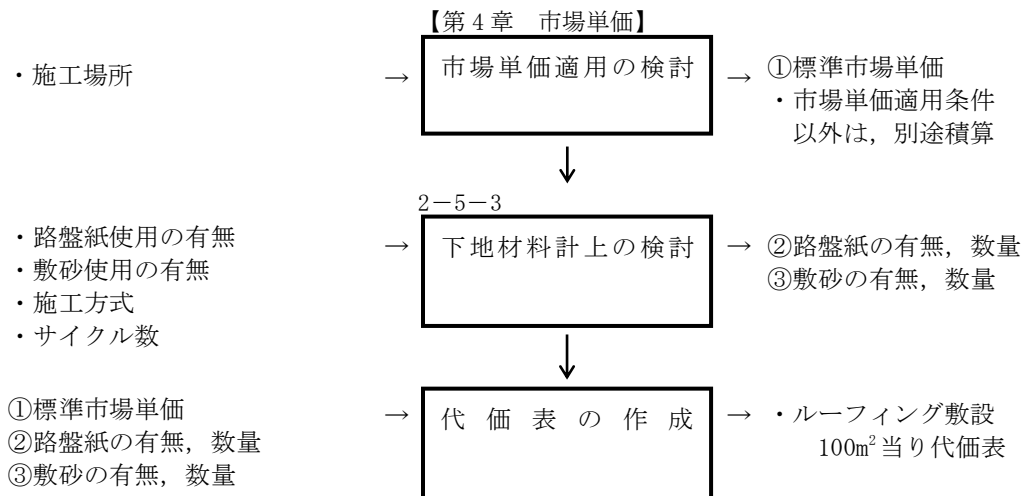 【第4章 市場単価】
・施工場所
→
市場単価適用の検討
→
①標準市場単価
・市場単価適用条件
以外は，別途積算
↓
2－5－3
・路盤紙使用の有無
・敷砂使用の有無
・施工方式
・サイクル数
→
下地材料計上の検討
→
②路盤紙の有無，数量
③敷砂の有無，数量
↓
①標準市場単価
②路盤紙の有無，数量
③敷砂の有無，数量
→
代価表の作成
→
・ルーフィング敷設
100m²当り代価表